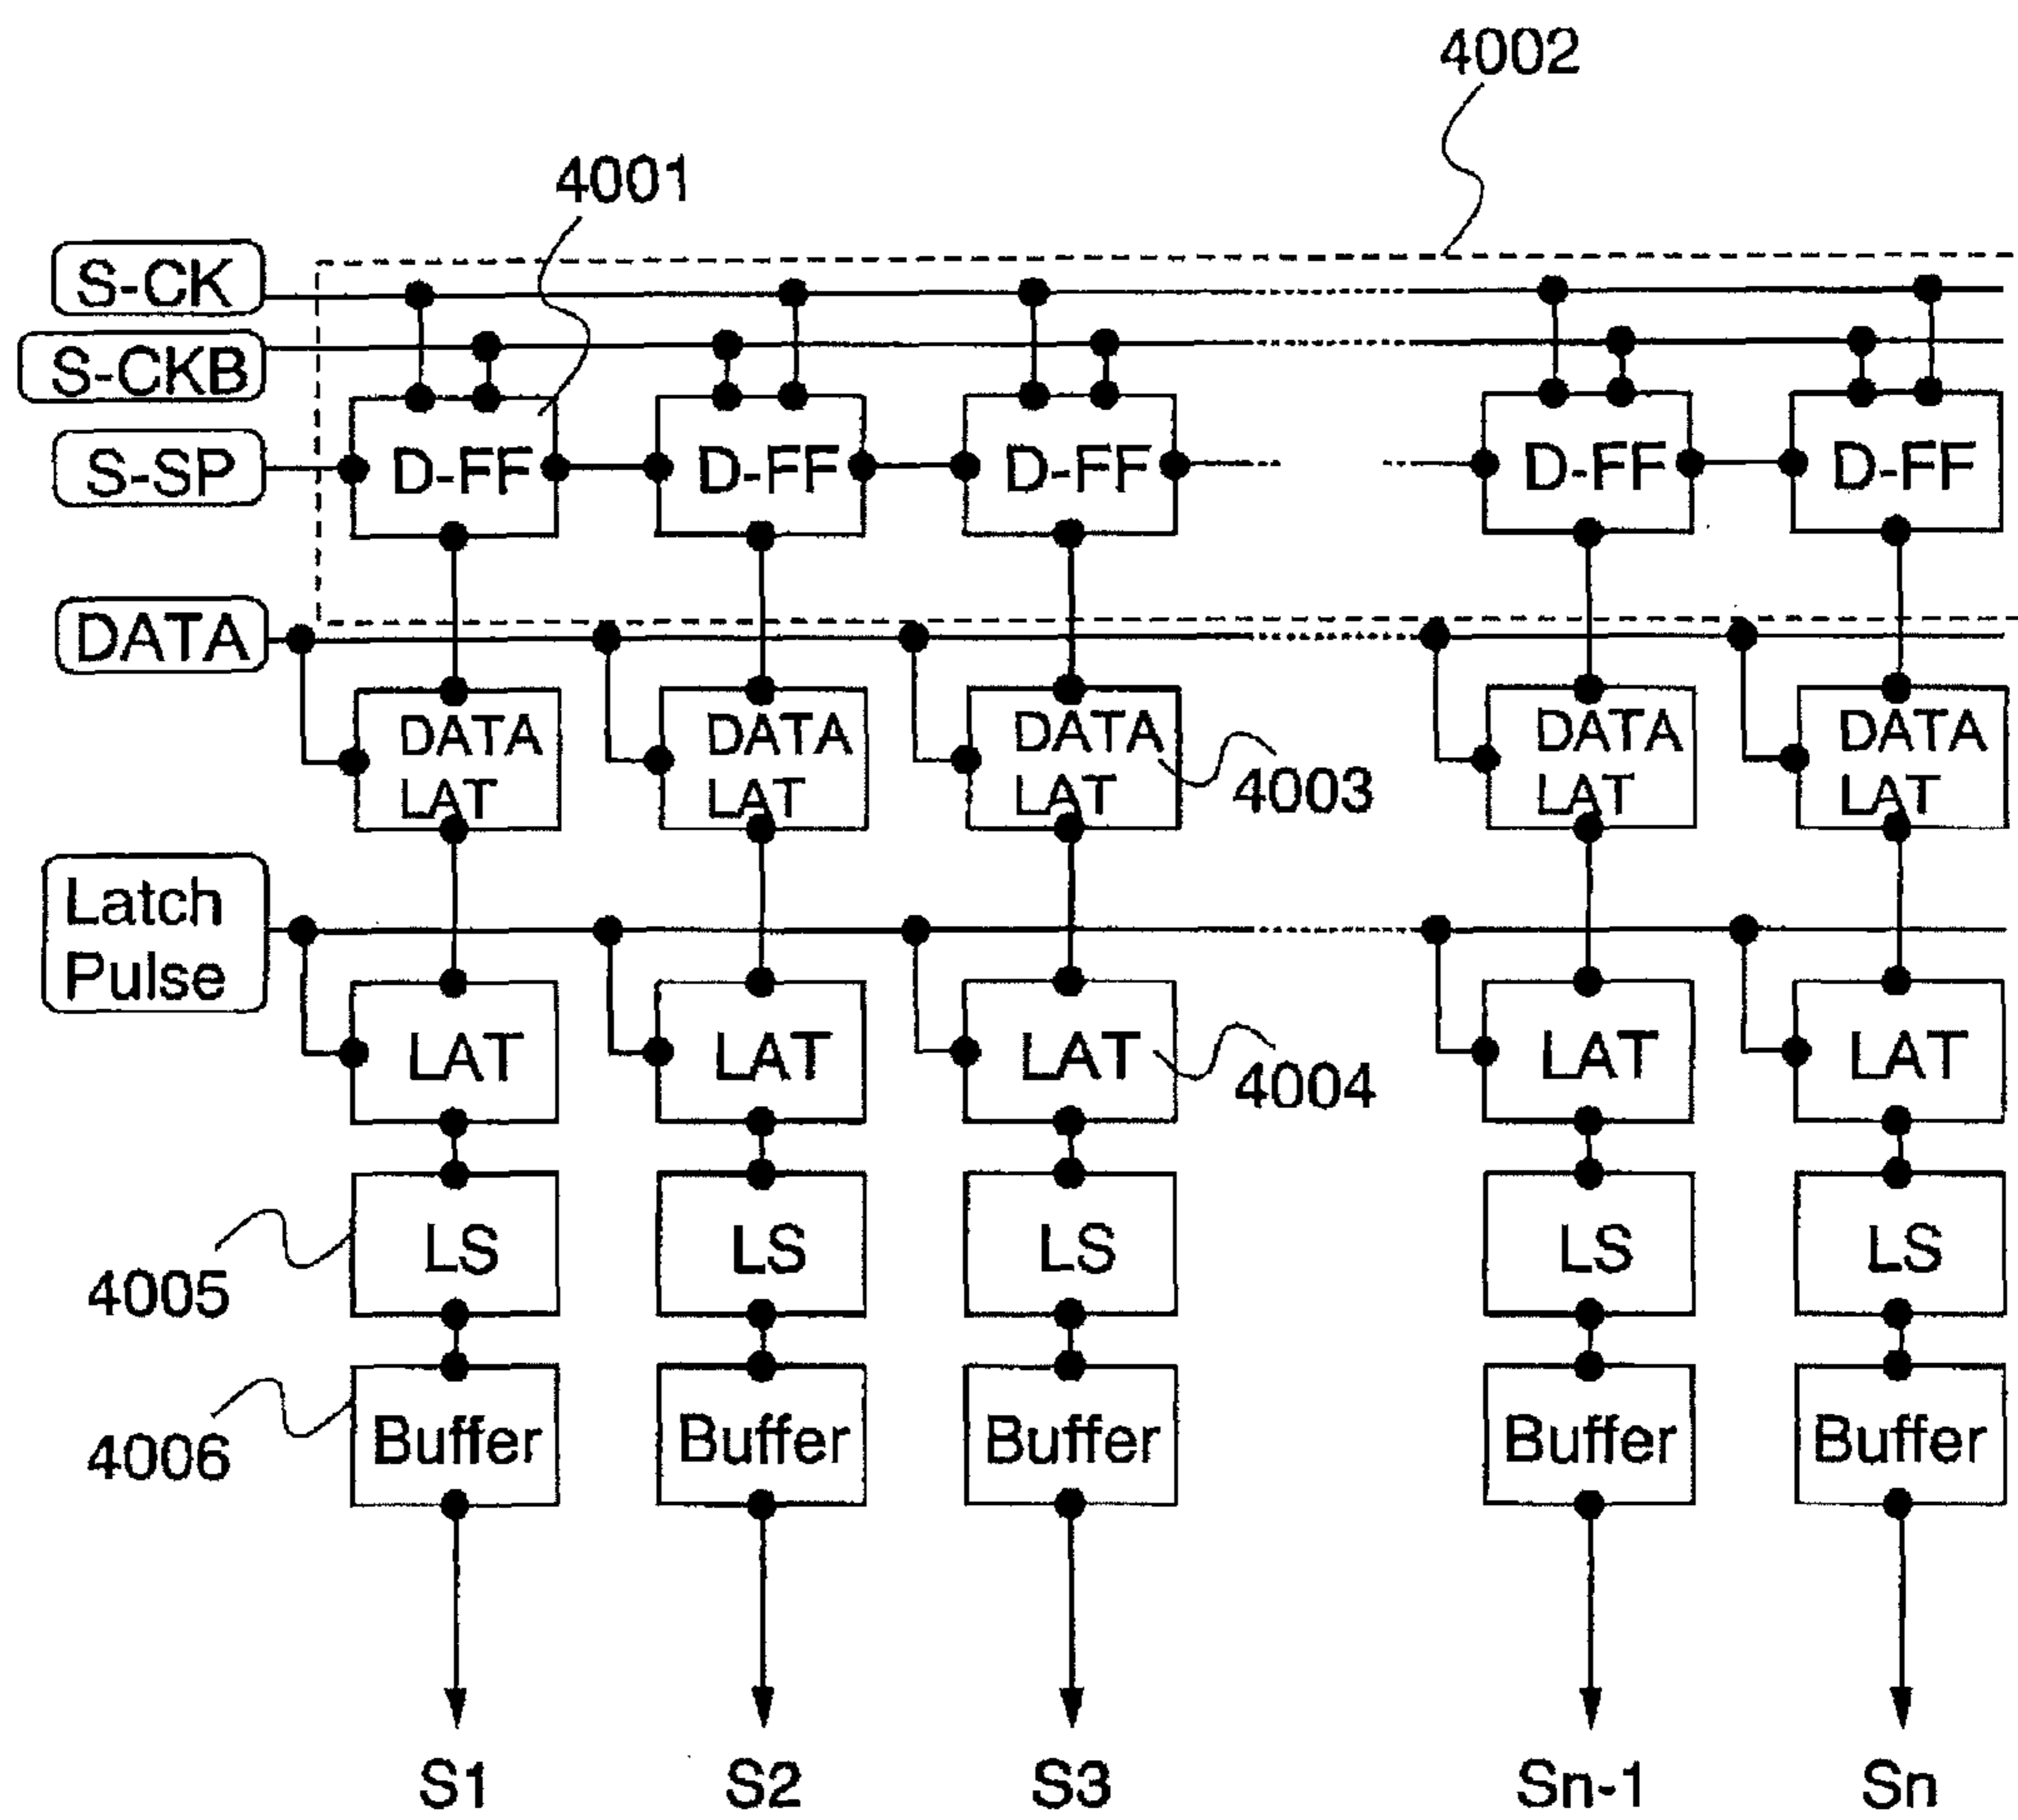 4002
4001
S-CK
S-CKB
S-SP
D-FF D-FF D-FF D-FF D-FF
DATA
DATA LAT DATA LAT DATA LAT DATA LAT DATA LAT
4003
Latch
Pulse
LAT LAT LAT LAT LAT
4004
LS LS LS LS LS
4005
Buffer Buffer Buffer Buffer Buffer
4006
S1 S2 S3 Sn-1 Sn